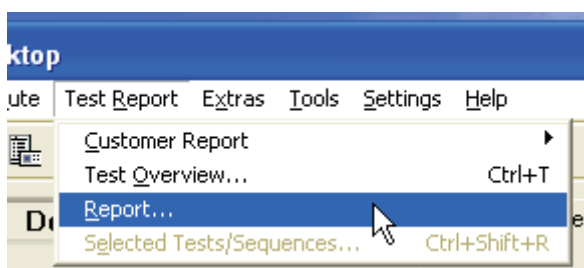 ktop
ute Test Report Extras Tools Settings Help
Customer Report
Test Overview... Ctrl+T
Report...
Selected Tests/Sequences... Ctrl+Shift+R
De
e